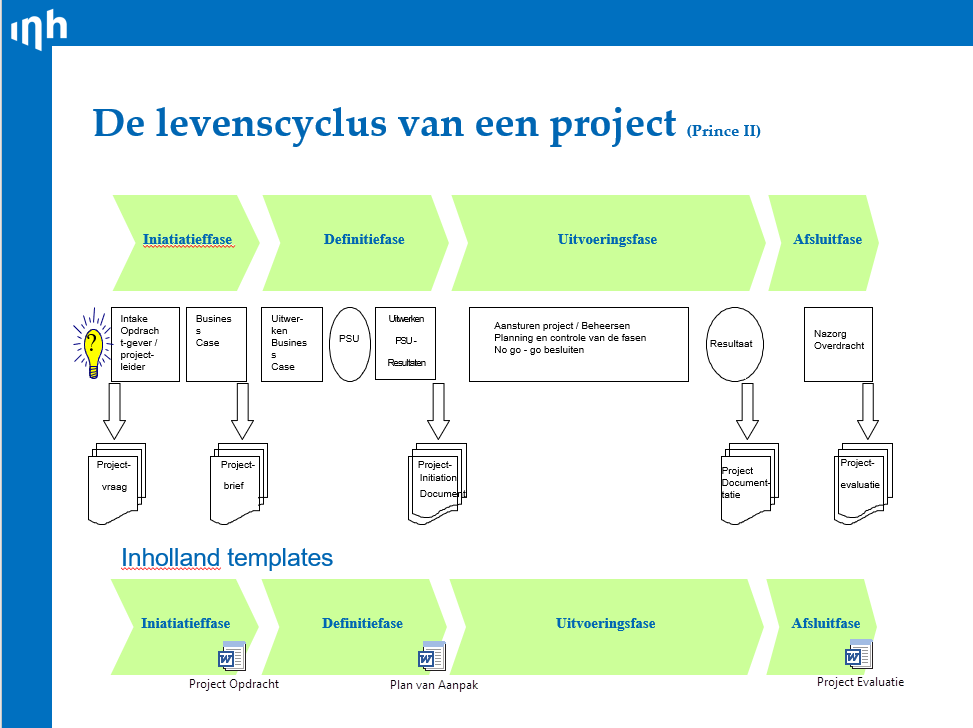 inh
De levenscyclus van een project (Prince II)
Iniatiatieffase
Definitiefase
Uitvoeringsfase
Afsluitfase
?
Intake
Opdrach
t-gever /
project-
leider
Busines
s
Case
Uitwer-
ken
Busines
s
Case
PSU
Uitwerken
PSU -
Resultaten
Aansturen project / Beheersen
Planning en controle van de fasen
No go - go besluiten
Resultaat
Nazorg
Overdracht
Project-
vraag
Project-
brief
Project-
Initiation
Document
Project
Document-
tatie
Project-
evaluatie
Inholland templates
Iniatiatieffase
Definitiefase
Uitvoeringsfase
Afsluitfase
W
Project Opdracht
W
Plan van Aanpak
W
Project Evaluatie